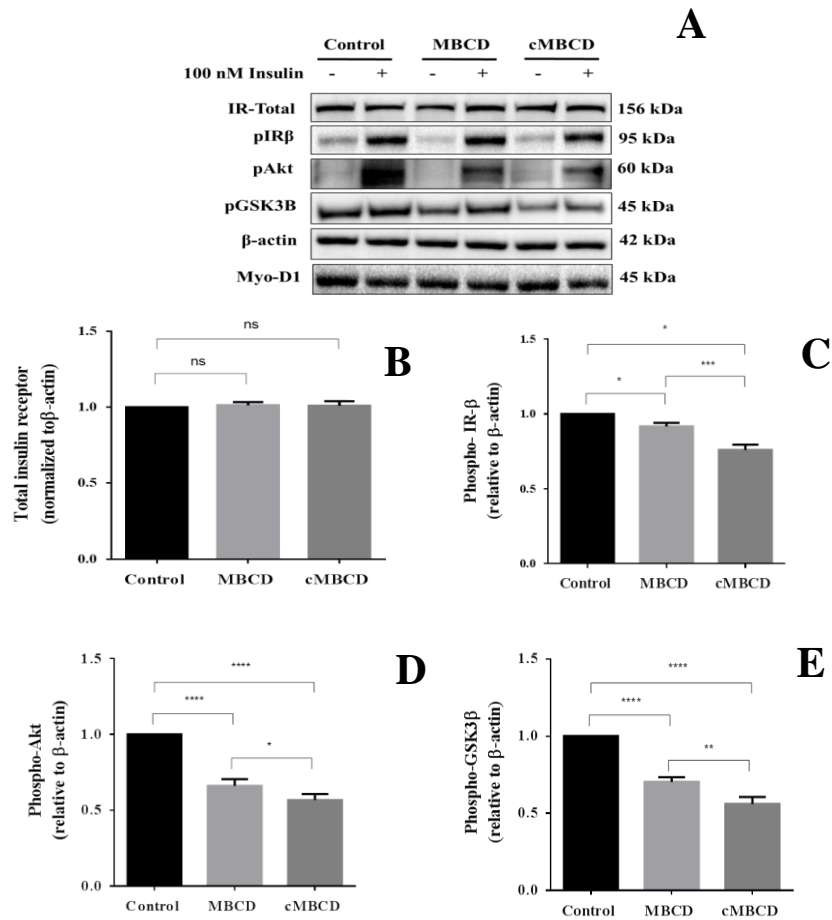 A
Control MBCD cMBCD
100 nM Insulin - + - + - +
IR-Total 156 kDa
pIRβ 95 kDa
pAkt 60 kDa
pGSK3B 45 kDa
β-actin 42 kDa
Myo-D1 45 kDa
B
Total insulin receptor
(normalized toβ-actin)
1.5
1.0
0.5
0.0
ns
ns
Control MBCD cMBCD
C
Phospho- IR-β
(relative to β-actin)
1.5
1.0
0.5
0.0
*
*
***
Control MBCD cMBCD
D
Phospho-Akt
(relative to β-actin)
1.5
1.0
0.5
0.0
****
****
*
Control MBCD cMBCD
E
Phospho-GSK3β
(relative to β-actin)
1.5
1.0
0.5
0.0
****
****
**
Control MBCD cMBCD